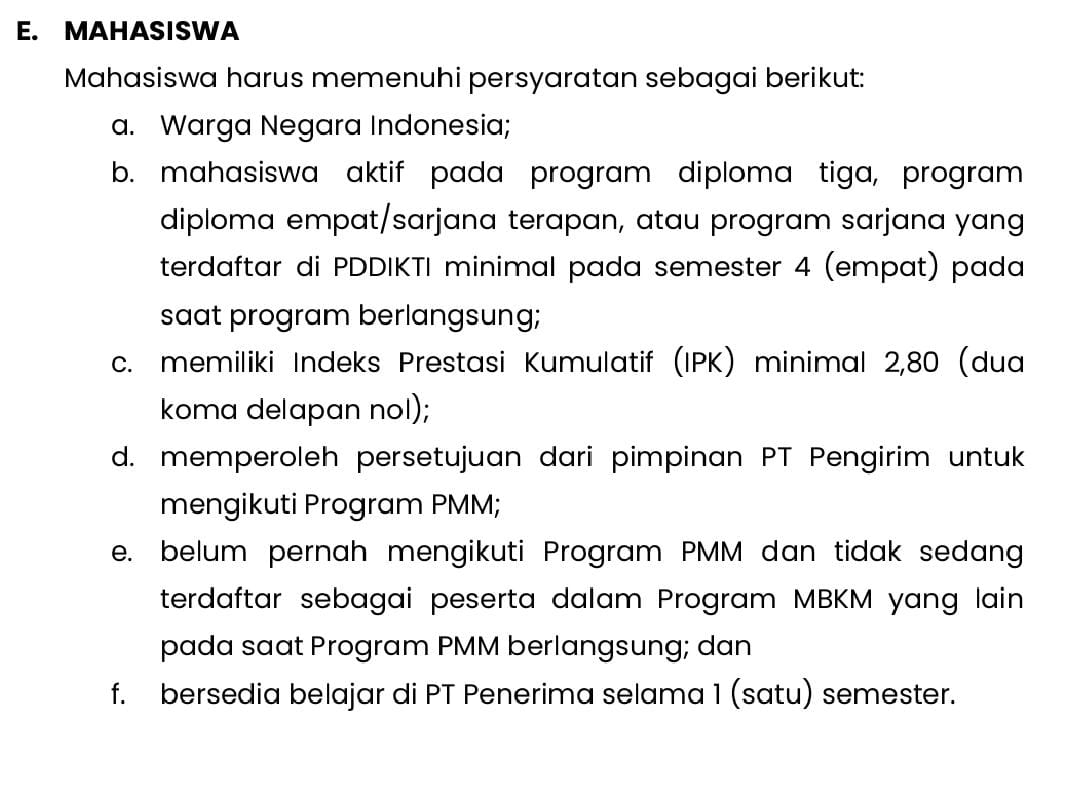 E. MAHASISWA
Mahasiswa harus memenuhi persyaratan sebagai berikut:
a. Warga Negara Indonesia;
b. mahasiswa aktif pada program diploma tiga, program
diploma empat/sarjana terapan, atau program sarjana yang
terdaftar di PDDIKTI minimal pada semester 4 (empat) pada
saat program berlangsung;
c. memiliki Indeks Prestasi Kumulatif (IPK) minimal 2,80 (dua
koma delapan nol);
d. memperoleh persetujuan dari pimpinan PT Pengirim untuk
mengikuti Program PMM;
e. belum pernah mengikuti Program PMM dan tidak sedang
terdaftar sebagai peserta dalam Program MBKM yang lain
pada saat Program PMM berlangsung; dan
f. bersedia belajar di PT Penerima selama 1 (satu) semester.